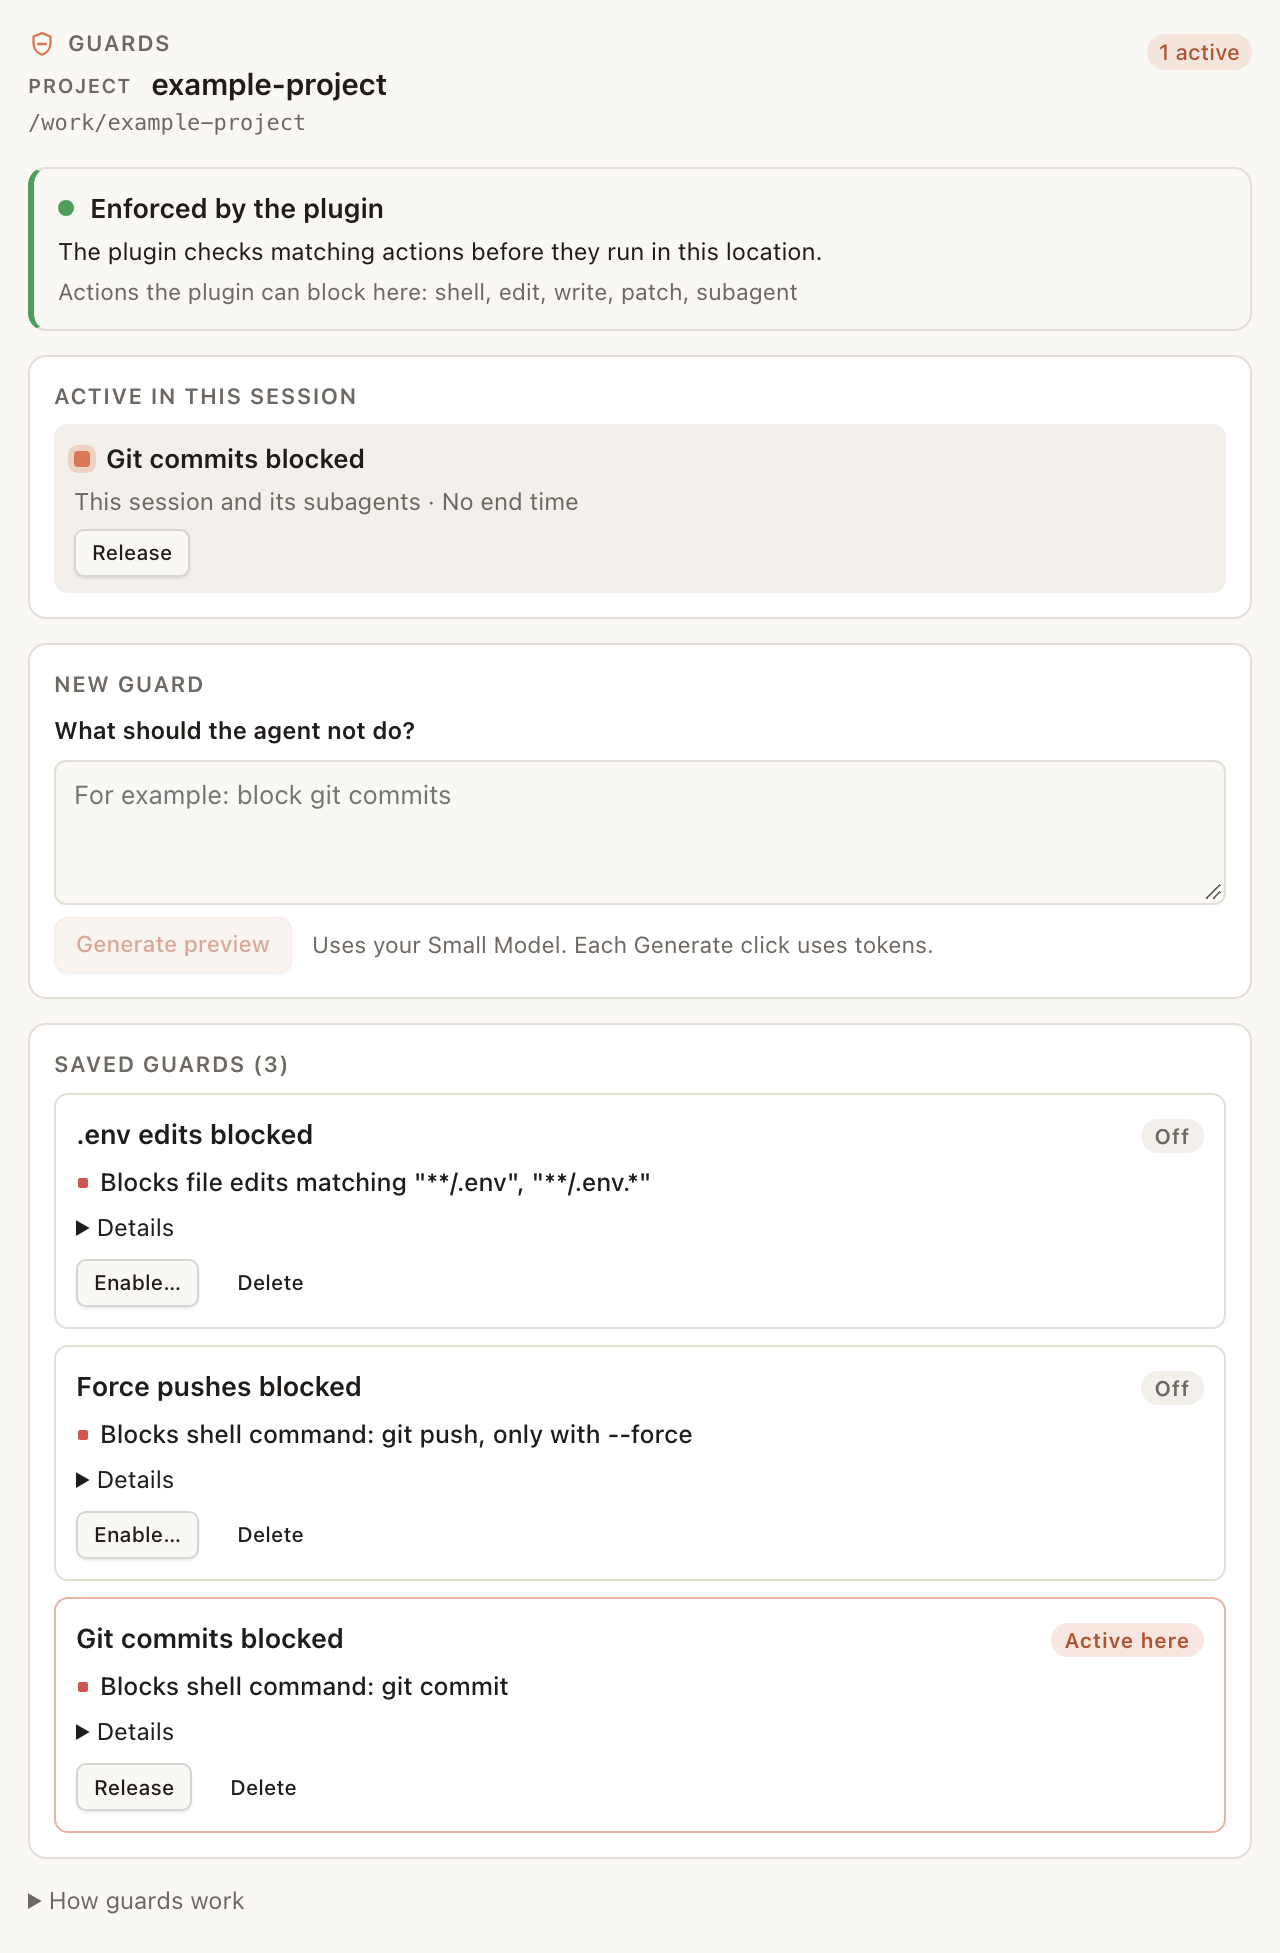 GUARDS
1 active
PROJECT example-project
/work/example-project
Enforced by the plugin
The plugin checks matching actions before they run in this location.
Actions the plugin can block here: shell, edit, write, patch, subagent
ACTIVE IN THIS SESSION
Git commits blocked
This session and its subagents · No end time
Release
NEW GUARD
What should the agent not do?
For example: block git commits
Generate preview
Uses your Small Model. Each Generate click uses tokens.
SAVED GUARDS (3)
.env edits blocked
Off
Blocks file edits matching "**/.env", "**/.env.*"
Details
Enable...
Delete
Force pushes blocked
Off
Blocks shell command: git push, only with --force
Details
Enable...
Delete
Git commits blocked
Active here
Blocks shell command: git commit
Details
Release
Delete
How guards work